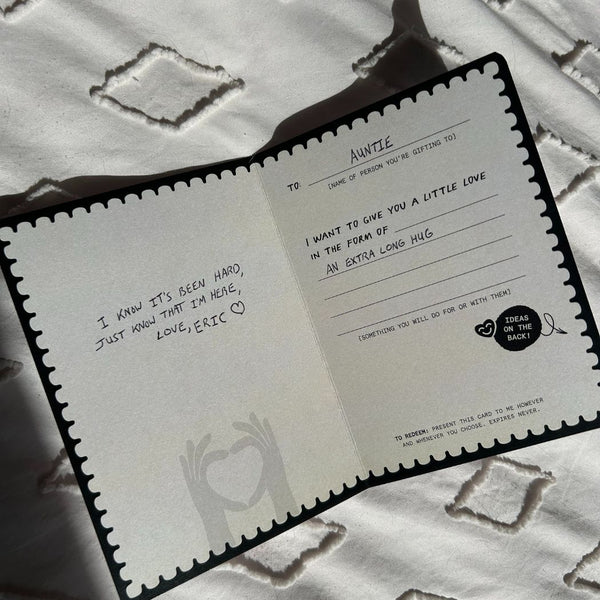 I KNOW IT'S BEEN HARD,
JUST KNOW THAT I'M HERE,
LOVE, ERIC ♡
TO: AUNTIE
[NAME OF PERSON YOU'RE GIFTING TO]
I WANT TO GIVE YOU A LITTLE LOVE
IN THE FORM OF
AN EXTRA LONG HUG
[SOMETHING YOU WILL DO FOR OR WITH THEM]
IDEAS
ON THE
BACK!
TO REDEEM: PRESENT THIS CARD TO ME HOWEVER
AND WHENEVER YOU CHOOSE. EXPIRES NEVER.